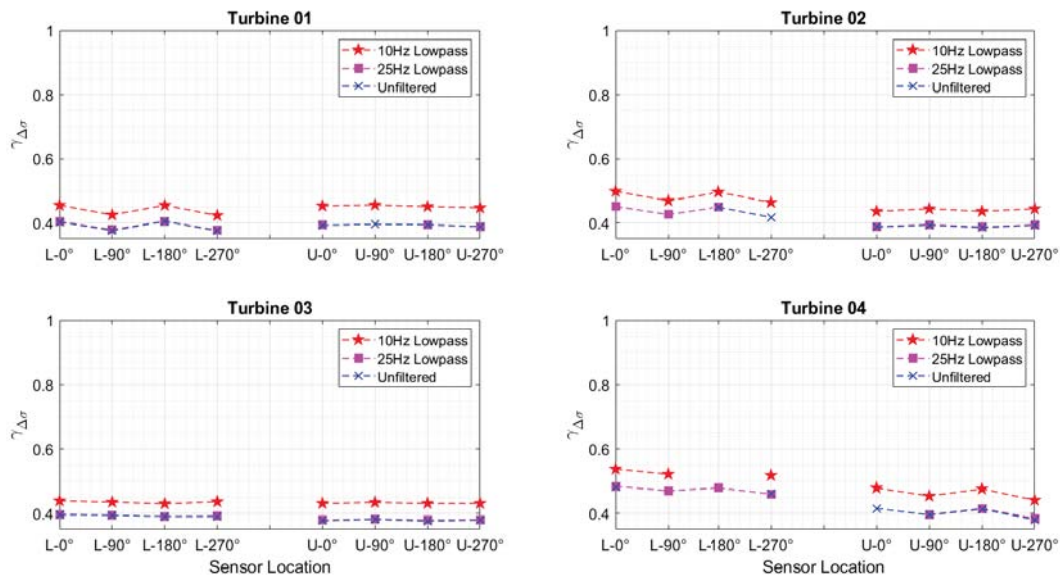 Turbine 01
Turbine 02
1
0.8
0.6
0.4
γΔσ
10Hz Lowpass
25Hz Lowpass
Unfiltered
L-0° L-90° L-180° L-270° U-0° U-90° U-180° U-270°
1
0.8
0.6
0.4
γΔσ
10Hz Lowpass
25Hz Lowpass
Unfiltered
L-0° L-90° L-180° L-270° U-0° U-90° U-180° U-270°
Turbine 03
Turbine 04
1
0.8
0.6
0.4
γΔσ
10Hz Lowpass
25Hz Lowpass
Unfiltered
L-0° L-90° L-180° L-270° U-0° U-90° U-180° U-270°
Sensor Location
1
0.8
0.6
0.4
γΔσ
10Hz Lowpass
25Hz Lowpass
Unfiltered
L-0° L-90° L-180° L-270° U-0° U-90° U-180° U-270°
Sensor Location